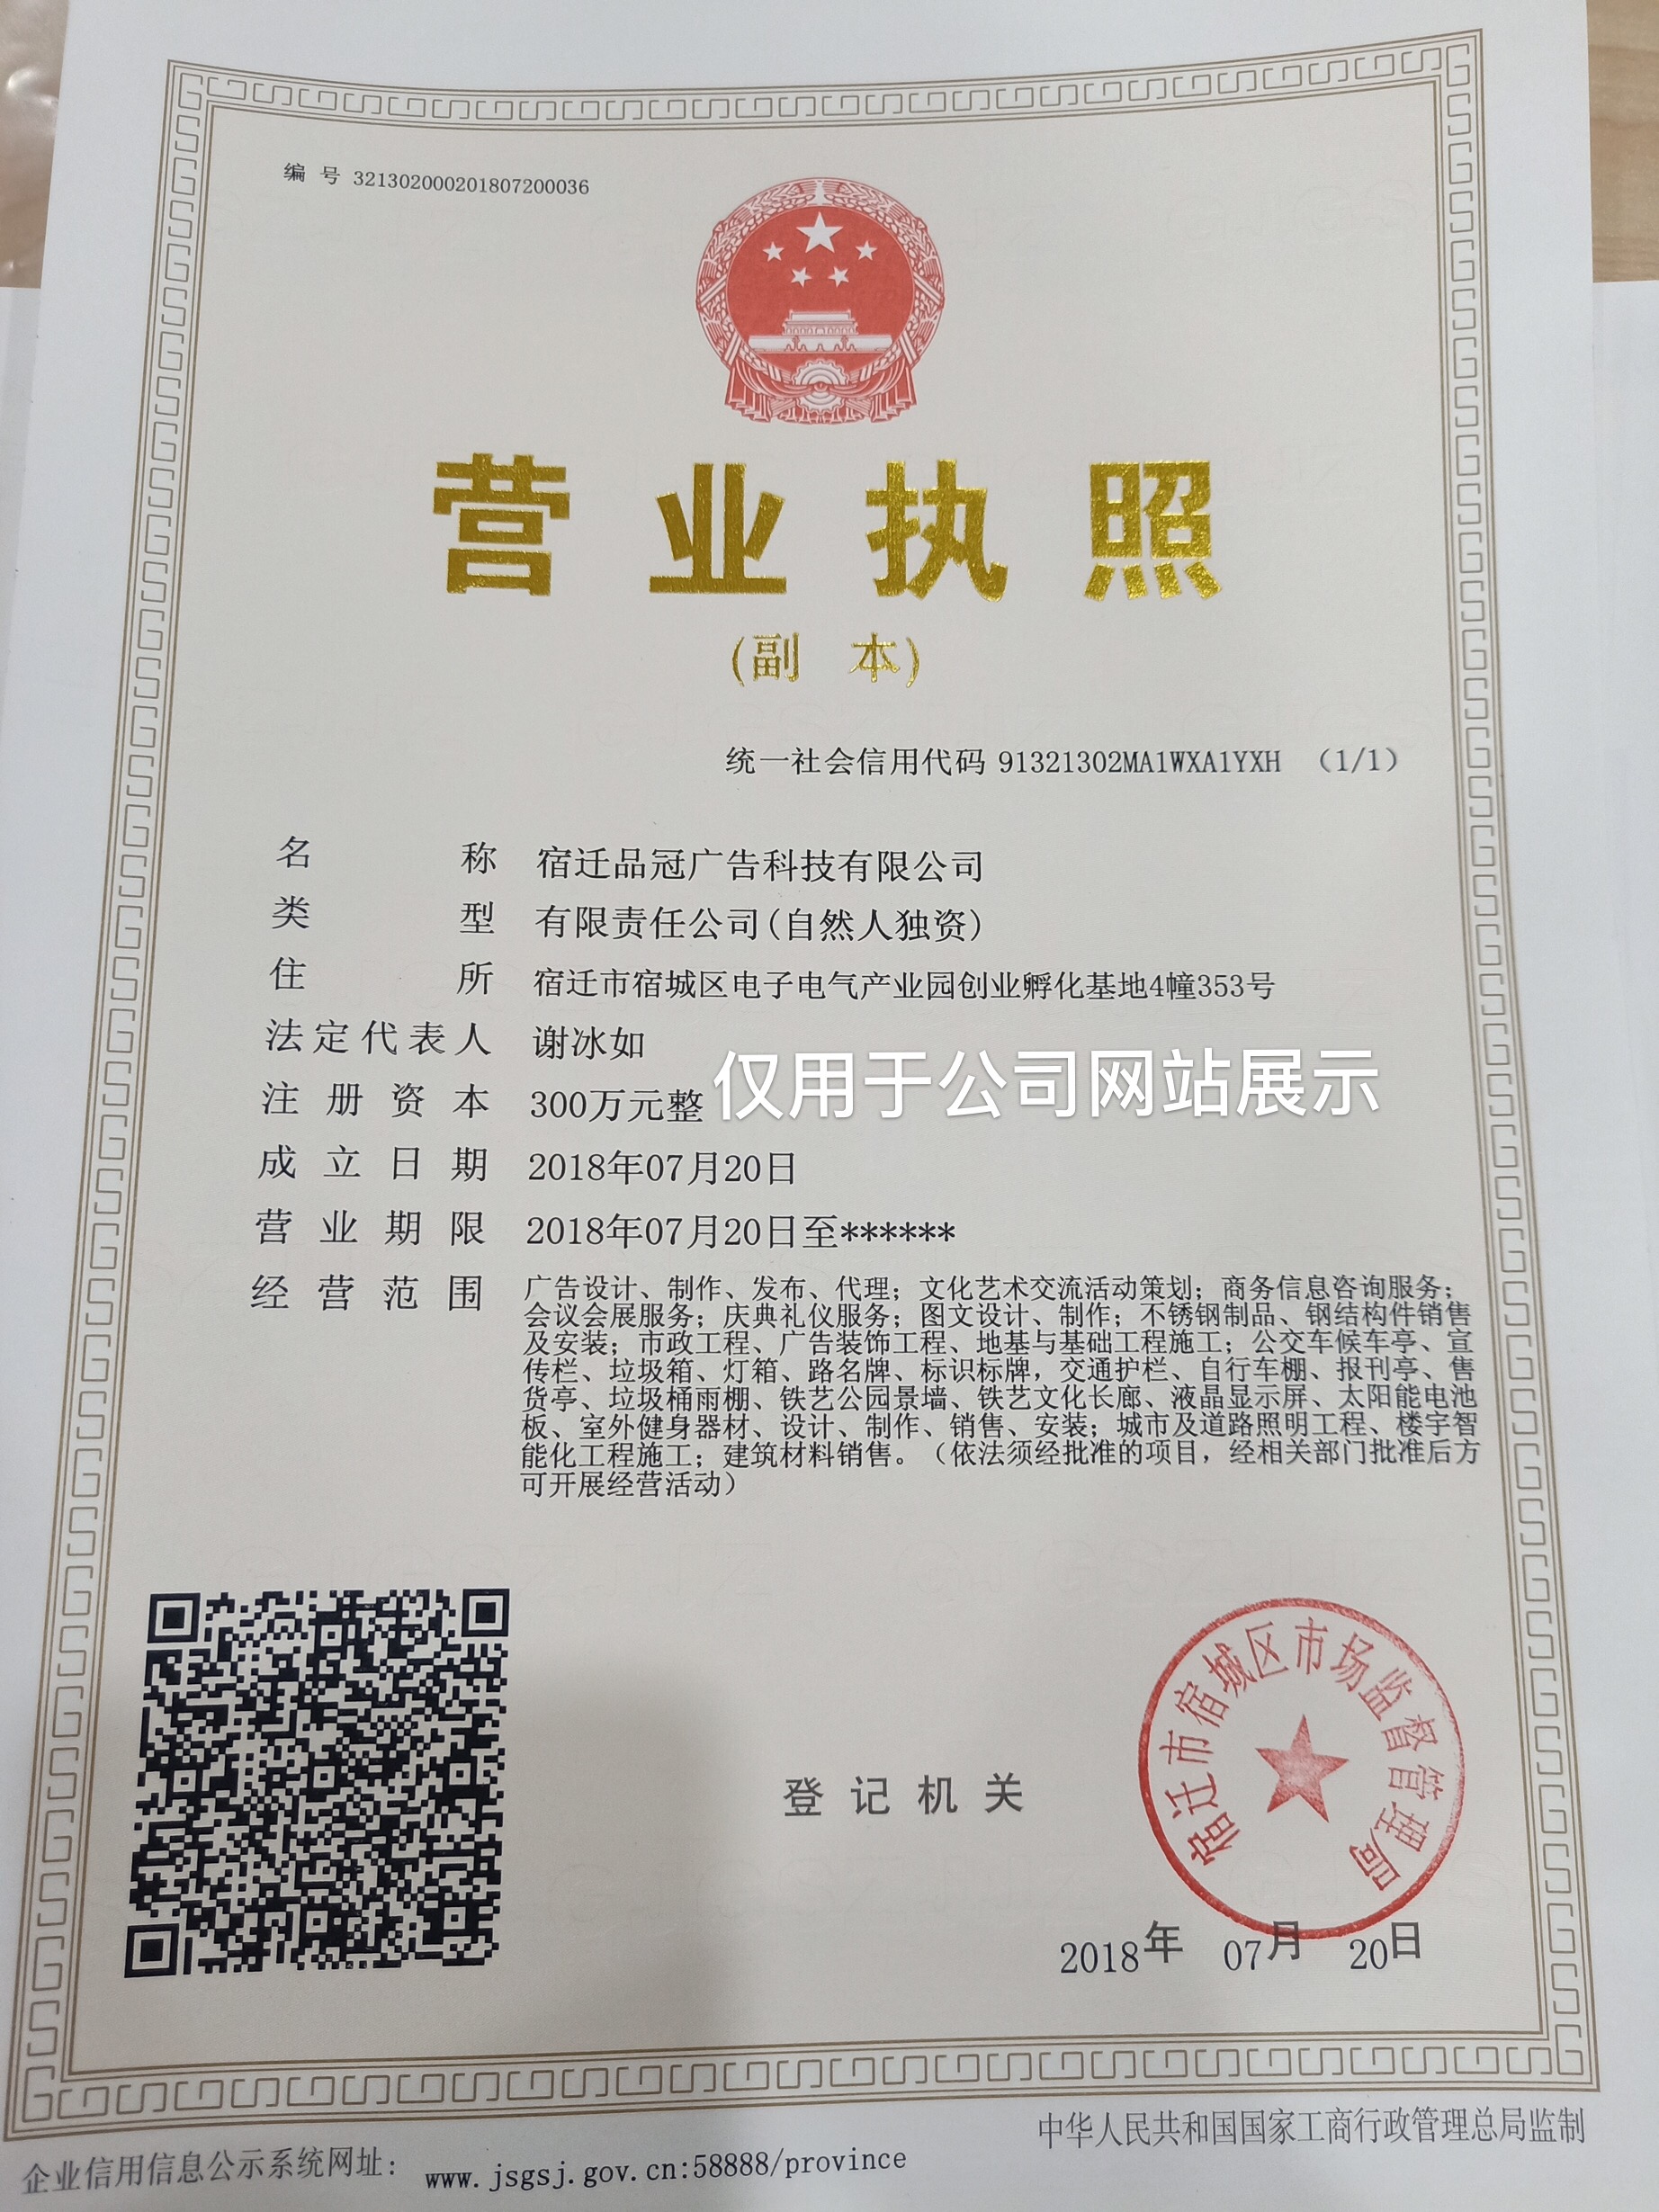 编 号 321302000201807200036
营业执照
(副 本)
统一社会信用代码 91321302MA1WXA1YXH （1/1）
名 称 宿迁品冠广告科技有限公司
类 型 有限责任公司(自然人独资)
住 所 宿迁市宿城区电子电气产业园创业孵化基地4幢353号
法定代表人 谢冰如
注册资本 300万元整
仅用于公司网站展示
成立日期 2018年07月20日
营业期限 2018年07月20日至******
经营范围 广告设计、制作、发布、代理；文化艺术交流活动策划；商务信息咨询服务；
会议会展服务；庆典礼仪服务；图文设计、制作；不锈钢制品、钢结构件销售
及安装；市政工程、广告装饰工程、地基与基础工程施工；公交车候车亭、宣
传栏、垃圾箱、灯箱、路名牌、标识标牌，交通护栏、自行车棚、报刊亭、售
货亭、垃圾桶雨棚、铁艺公园景墙、铁艺文化长廊、液晶显示屏、太阳能电池
板、室外健身器材、设计、制作、销售、安装；城市及道路照明工程、楼宇智
能化工程施工；建筑材料销售。（依法须经批准的项目，经相关部门批准后方
可开展经营活动）
宿迁市宿城区市场监督管理局
登记机关
2018年 07月 20日
中华人民共和国国家工商行政管理总局监制
企业信用信息公示系统网址： www.jsgsj.gov.cn:58888/province